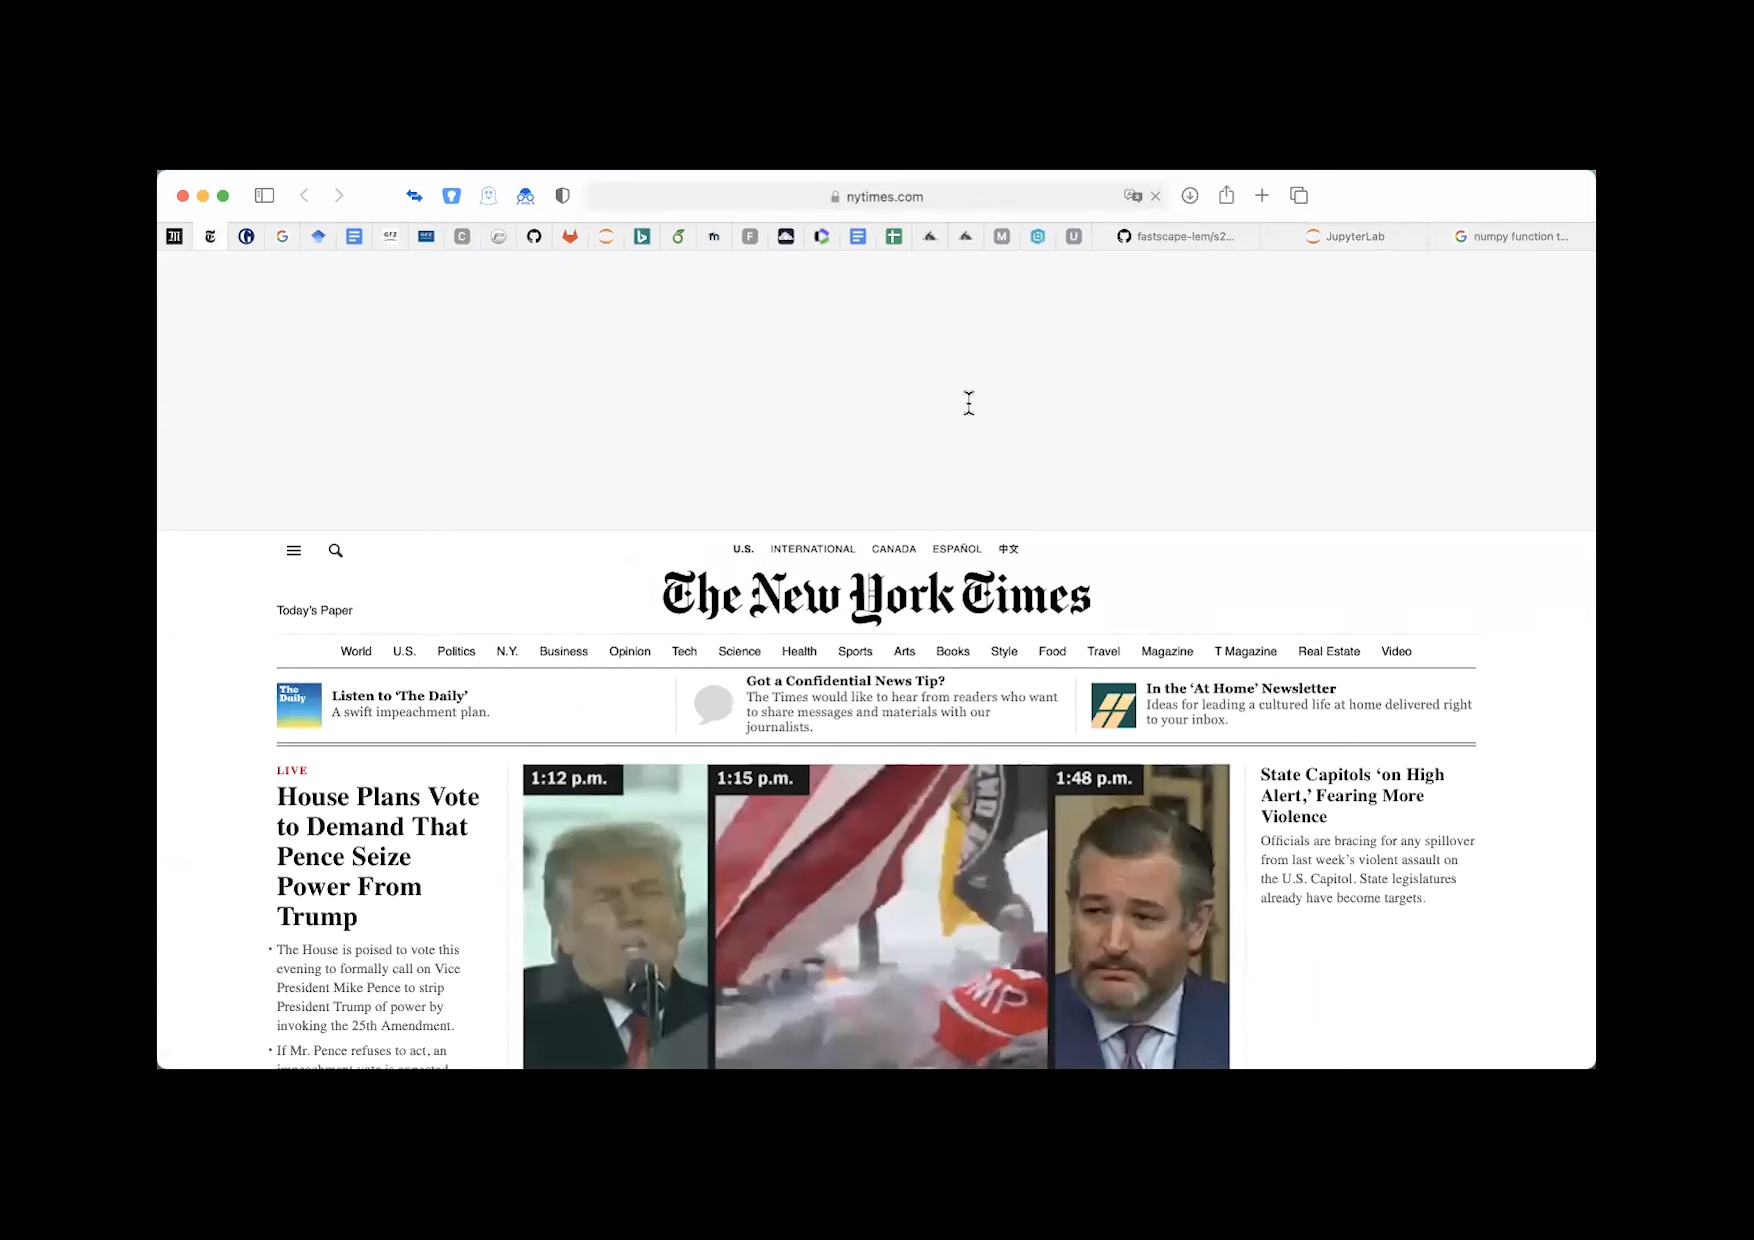 nytimes.com
fastscape-lem/s2...
JupyterLab
numpy function t...
U.S. INTERNATIONAL CANADA ESPAÑOL 中文
The New York Times
Today's Paper
World U.S. Politics N.Y. Business Opinion Tech Science Health Sports Arts Books Style Food Travel Magazine T Magazine Real Estate Video
The
Daily
Listen to ‘The Daily’
A swift impeachment plan.
Got a Confidential News Tip?
The Times would like to hear from readers who want
to share messages and materials with our
journalists.
In the ‘At Home’ Newsletter
Ideas for leading a cultured life at home delivered right
to your inbox.
LIVE
House Plans Vote
to Demand That
Pence Seize
Power From
Trump
• The House is poised to vote this
evening to formally call on Vice
President Mike Pence to strip
President Trump of power by
invoking the 25th Amendment.
• If Mr. Pence refuses to act, an
impeachment vote is expected
1:12 p.m.
1:15 p.m.
1:48 p.m.
MP
State Capitols ‘on High
Alert,’ Fearing More
Violence
Officials are bracing for any spillover
from last week’s violent assault on
the U.S. Capitol. State legislatures
already have become targets.